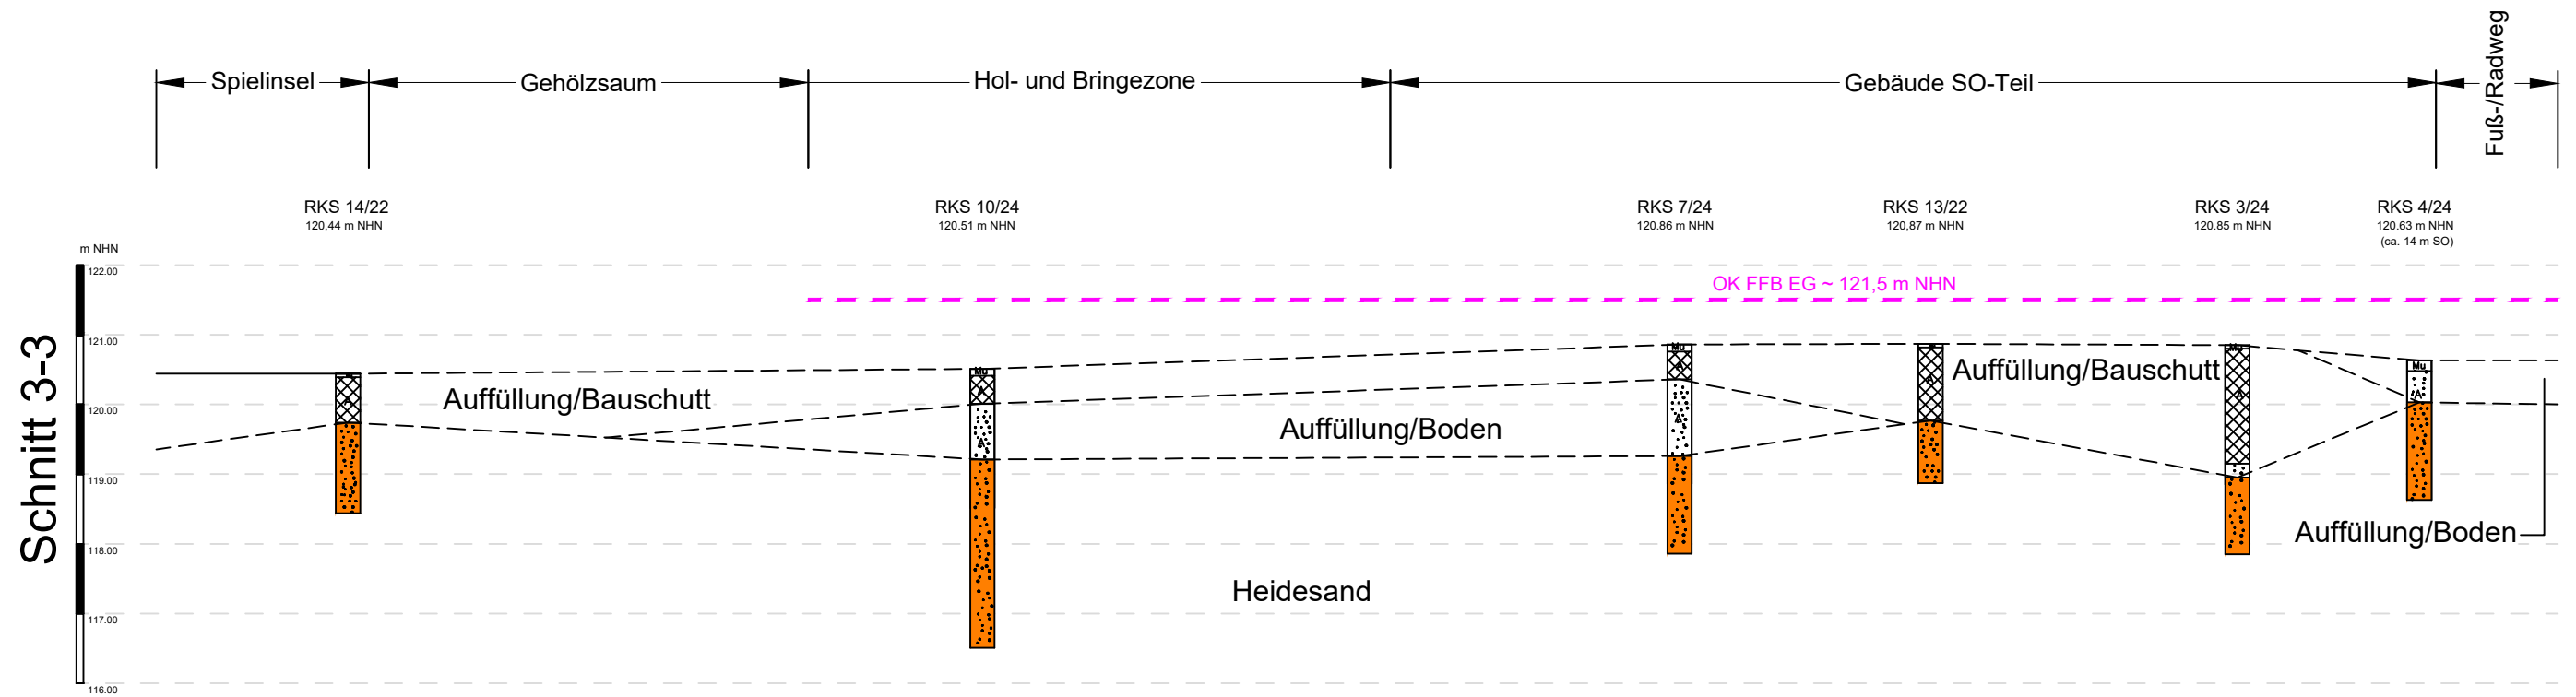 Spielinsel
Gehölzsaum
Hol- und Bringezone
Gebäude SO-Teil
Fuß-/Radweg
RKS 14/22
120,44 m NHN
RKS 10/24
120.51 m NHN
RKS 7/24
120.86 m NHN
RKS 13/22
120,87 m NHN
RKS 3/24
120.85 m NHN
RKS 4/24
120.63 m NHN
(ca. 14 m SO)
Schnitt 3-3
m NHN
122.00
121.00
120.00
119.00
118.00
117.00
116.00
OK FFB EG ~ 121,5 m NHN
Mu
Mu
Mu
Mu
A
A
A
A
A
A
A
A
Auffüllung/Bauschutt
Auffüllung/Bauschutt
Auffüllung/Boden
Auffüllung/Boden
Heidesand